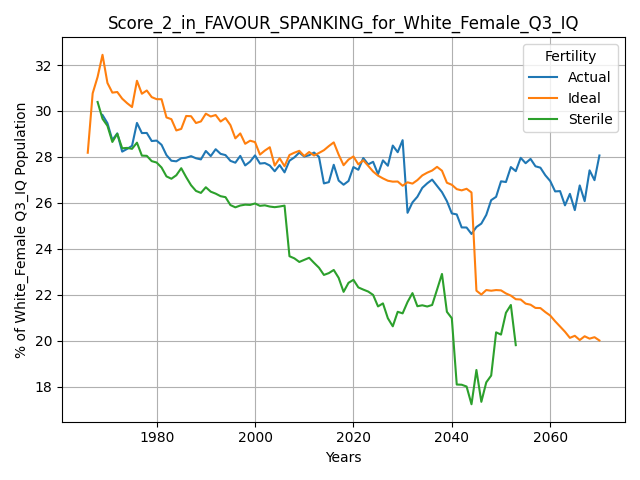 Score_2_in_FAVOUR_SPANKING_for_White_Female_Q3_IQ
Fertility
Actual
Ideal
Sterile
% of White_Female Q3_IQ Population
32
30
28
26
24
22
20
18
1980
2000
2020
2040
2060
Years